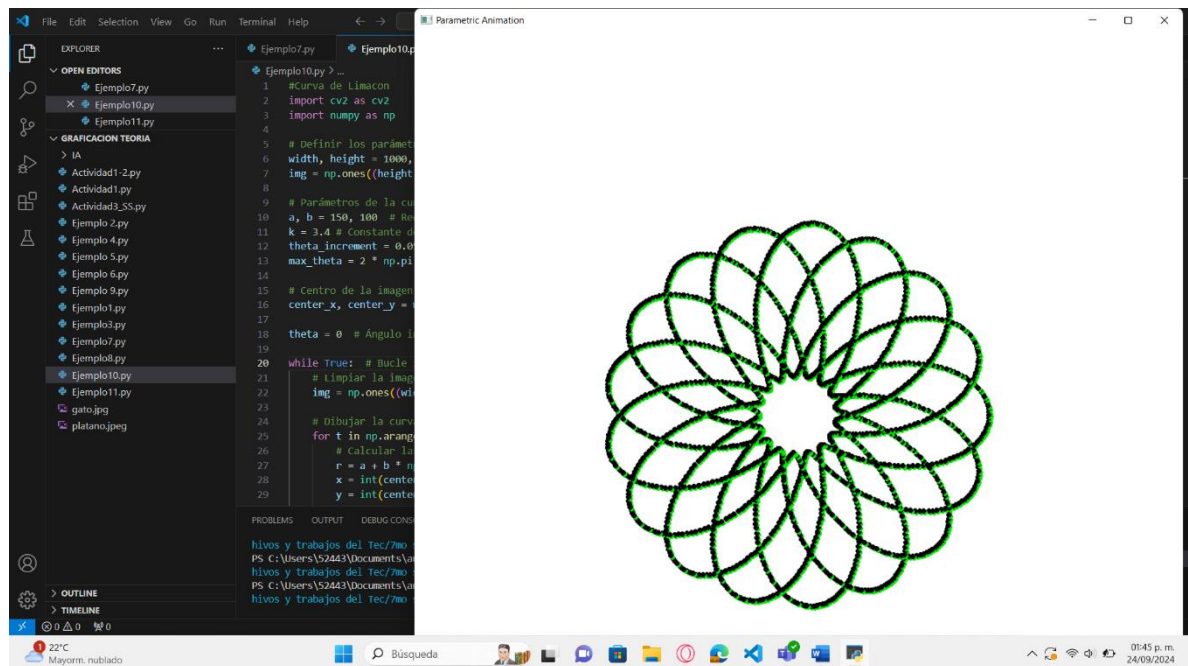 File Edit Selection View Go Run Terminal Help
Parametric Animation
EXPLORER
OPEN EDITORS
Ejemplo7.py
Ejemplo10.py
Ejemplo11.py
GRAFICACION TEORIA
IA
Actividad1-2.py
Actividad1.py
Actividad3_SS.py
Ejemplo 2.py
Ejemplo 4.py
Ejemplo 5.py
Ejemplo 6.py
Ejemplo 9.py
Ejemplo1.py
Ejemplo3.py
Ejemplo7.py
Ejemplo8.py
Ejemplo10.py
Ejemplo11.py
gato.jpg
platano.jpeg
OUTLINE
TIMELINE
Ejemplo7.py Ejemplo10.p
Ejemplo10.py > ...
1 #Curva de Limacon
2 import cv2 as cv2
3 import numpy as np
4
5 # Definir los parámet
6 width, height = 1000,
7 img = np.ones((height
8
9 # Parámetros de la cu
10 a, b = 150, 100 # Re
11 k = 3.4 # Constante d
12 theta_increment = 0.0
13 max_theta = 2 * np.pi
14
15 # Centro de la imagen
16 center_x, center_y =
17
18 theta = 0 # Ángulo i
19
20 while True: # Bucle
21 # Limpiar la imag
22 img = np.ones((wi
23
24 # Dibujar la curv
25 for t in np.arang
26 # Calcular la
27 r = a + b * n
28 x = int(cente
29 y = int(cente
PROBLEMS OUTPUT DEBUG CONS
hivos y trabajos del Tec/7mo
PS C:\Users\52443\Documents\a
hivos y trabajos del Tec/7mo
PS C:\Users\52443\Documents\a
hivos y trabajos del Tec/7mo
0 0 0
1
22°C
Mayorm. nublado
Búsqueda
01:45 p. m.
24/09/2024